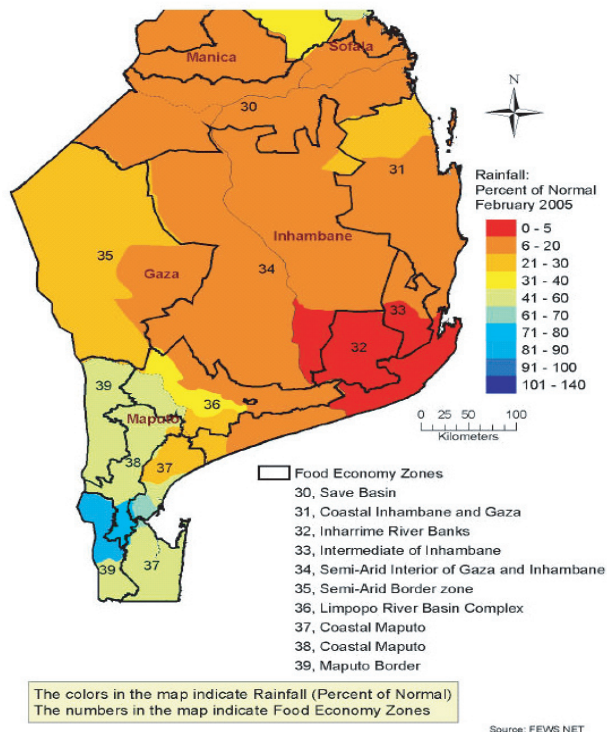 Manica
Sofala
30
N
31
Rainfall:
Percent of Normal
February 2005
0 - 5
6 - 20
21 - 30
31 - 40
41 - 60
61 - 70
71 - 80
81 - 90
91 - 100
101 - 140
Inhambane
35
Gaza
34
33
32
39
36
Maputo
0 25 50 100
Kilometers
38
37
39
37
Food Economy Zones
30, Save Basin
31, Coastal Inhambane and Gaza
32, Inharrime River Banks
33, Intermediate of Inhambane
34, Semi-Arid Interior of Gaza and Inhambane
35, Semi-Arid Border zone
36, Limpopo River Basin Complex
37, Coastal Maputo
38, Coastal Maputo
39, Maputo Border
The colors in the map indicate Rainfall (Percent of Normal)
The numbers in the map indicate Food Economy Zones
Source: FEWS NET